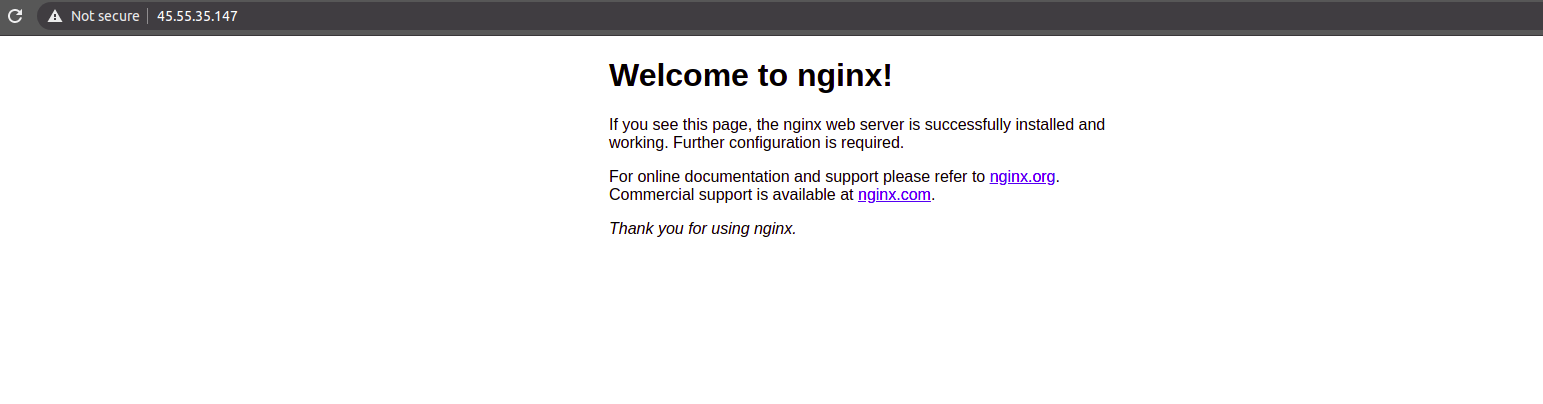 Not secure 45.55.35.147
Welcome to nginx!
If you see this page, the nginx web server is successfully installed and
working. Further configuration is required.
For online documentation and support please refer to nginx.org.
Commercial support is available at nginx.com.
Thank you for using nginx.